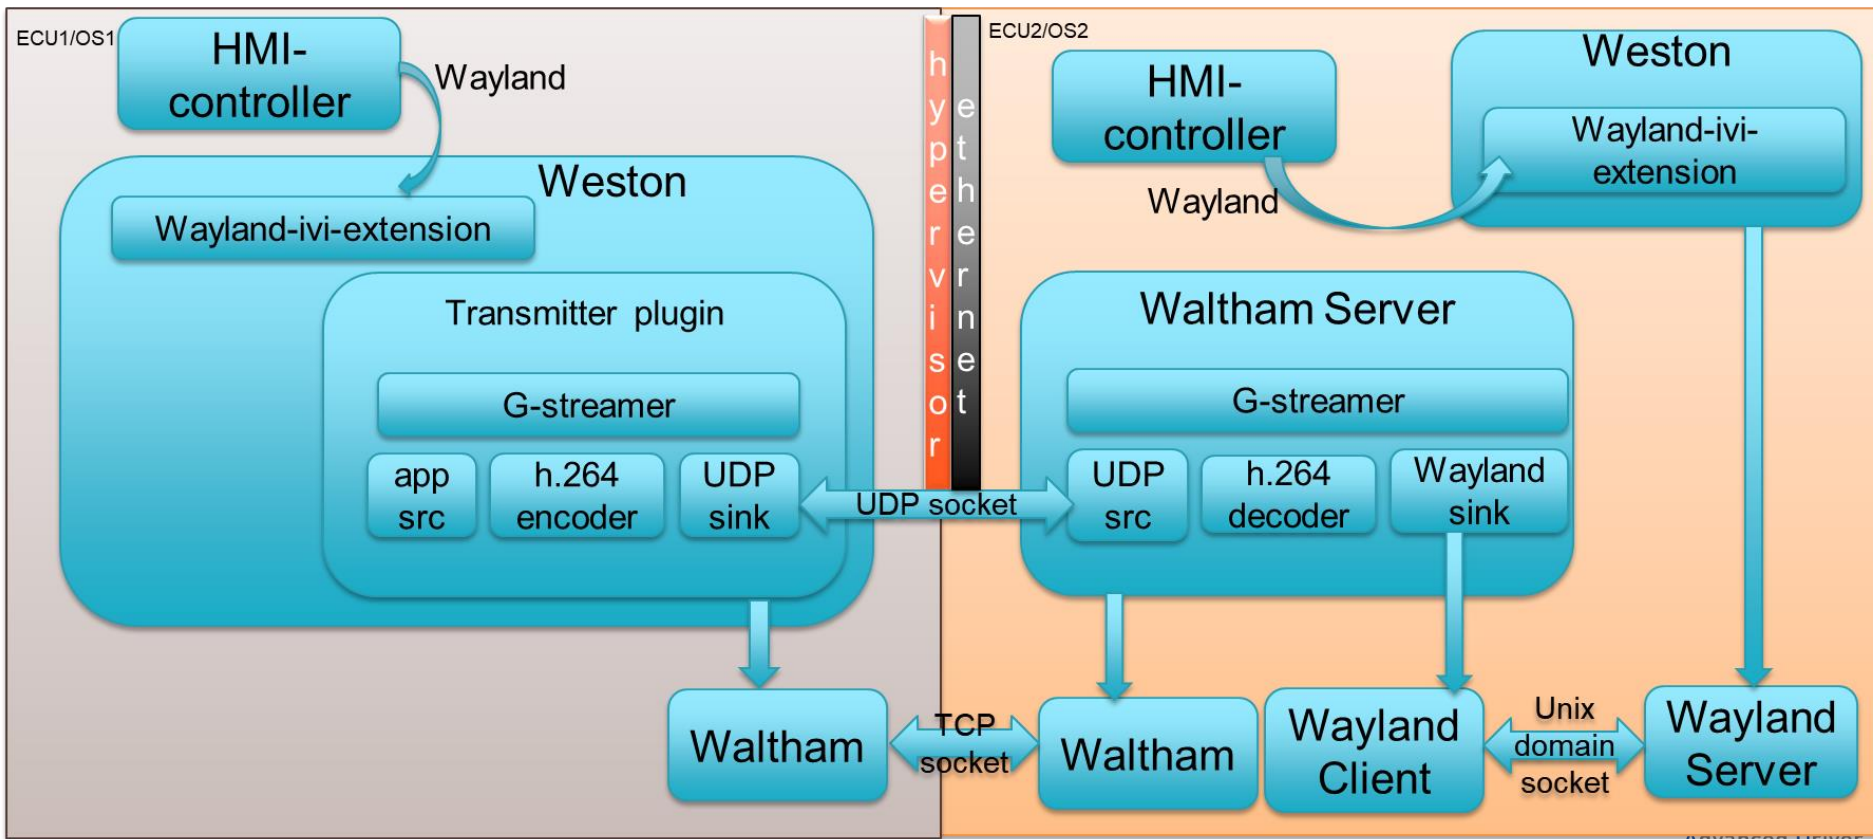 ECU1/OS1
HMI-
controller
Wayland
Weston
Wayland-ivi-extension
Transmitter plugin
G-streamer
app
src
h.264
encoder
UDP
sink
Waltham
hypervisor
ethernet
UDP socket
TCP
socket
ECU2/OS2
HMI-
controller
Wayland
Weston
Wayland-ivi-
extension
Waltham Server
G-streamer
UDP
src
h.264
decoder
Wayland
sink
Waltham
Wayland
Client
Unix
domain
socket
Wayland
Server
Advanced Driver